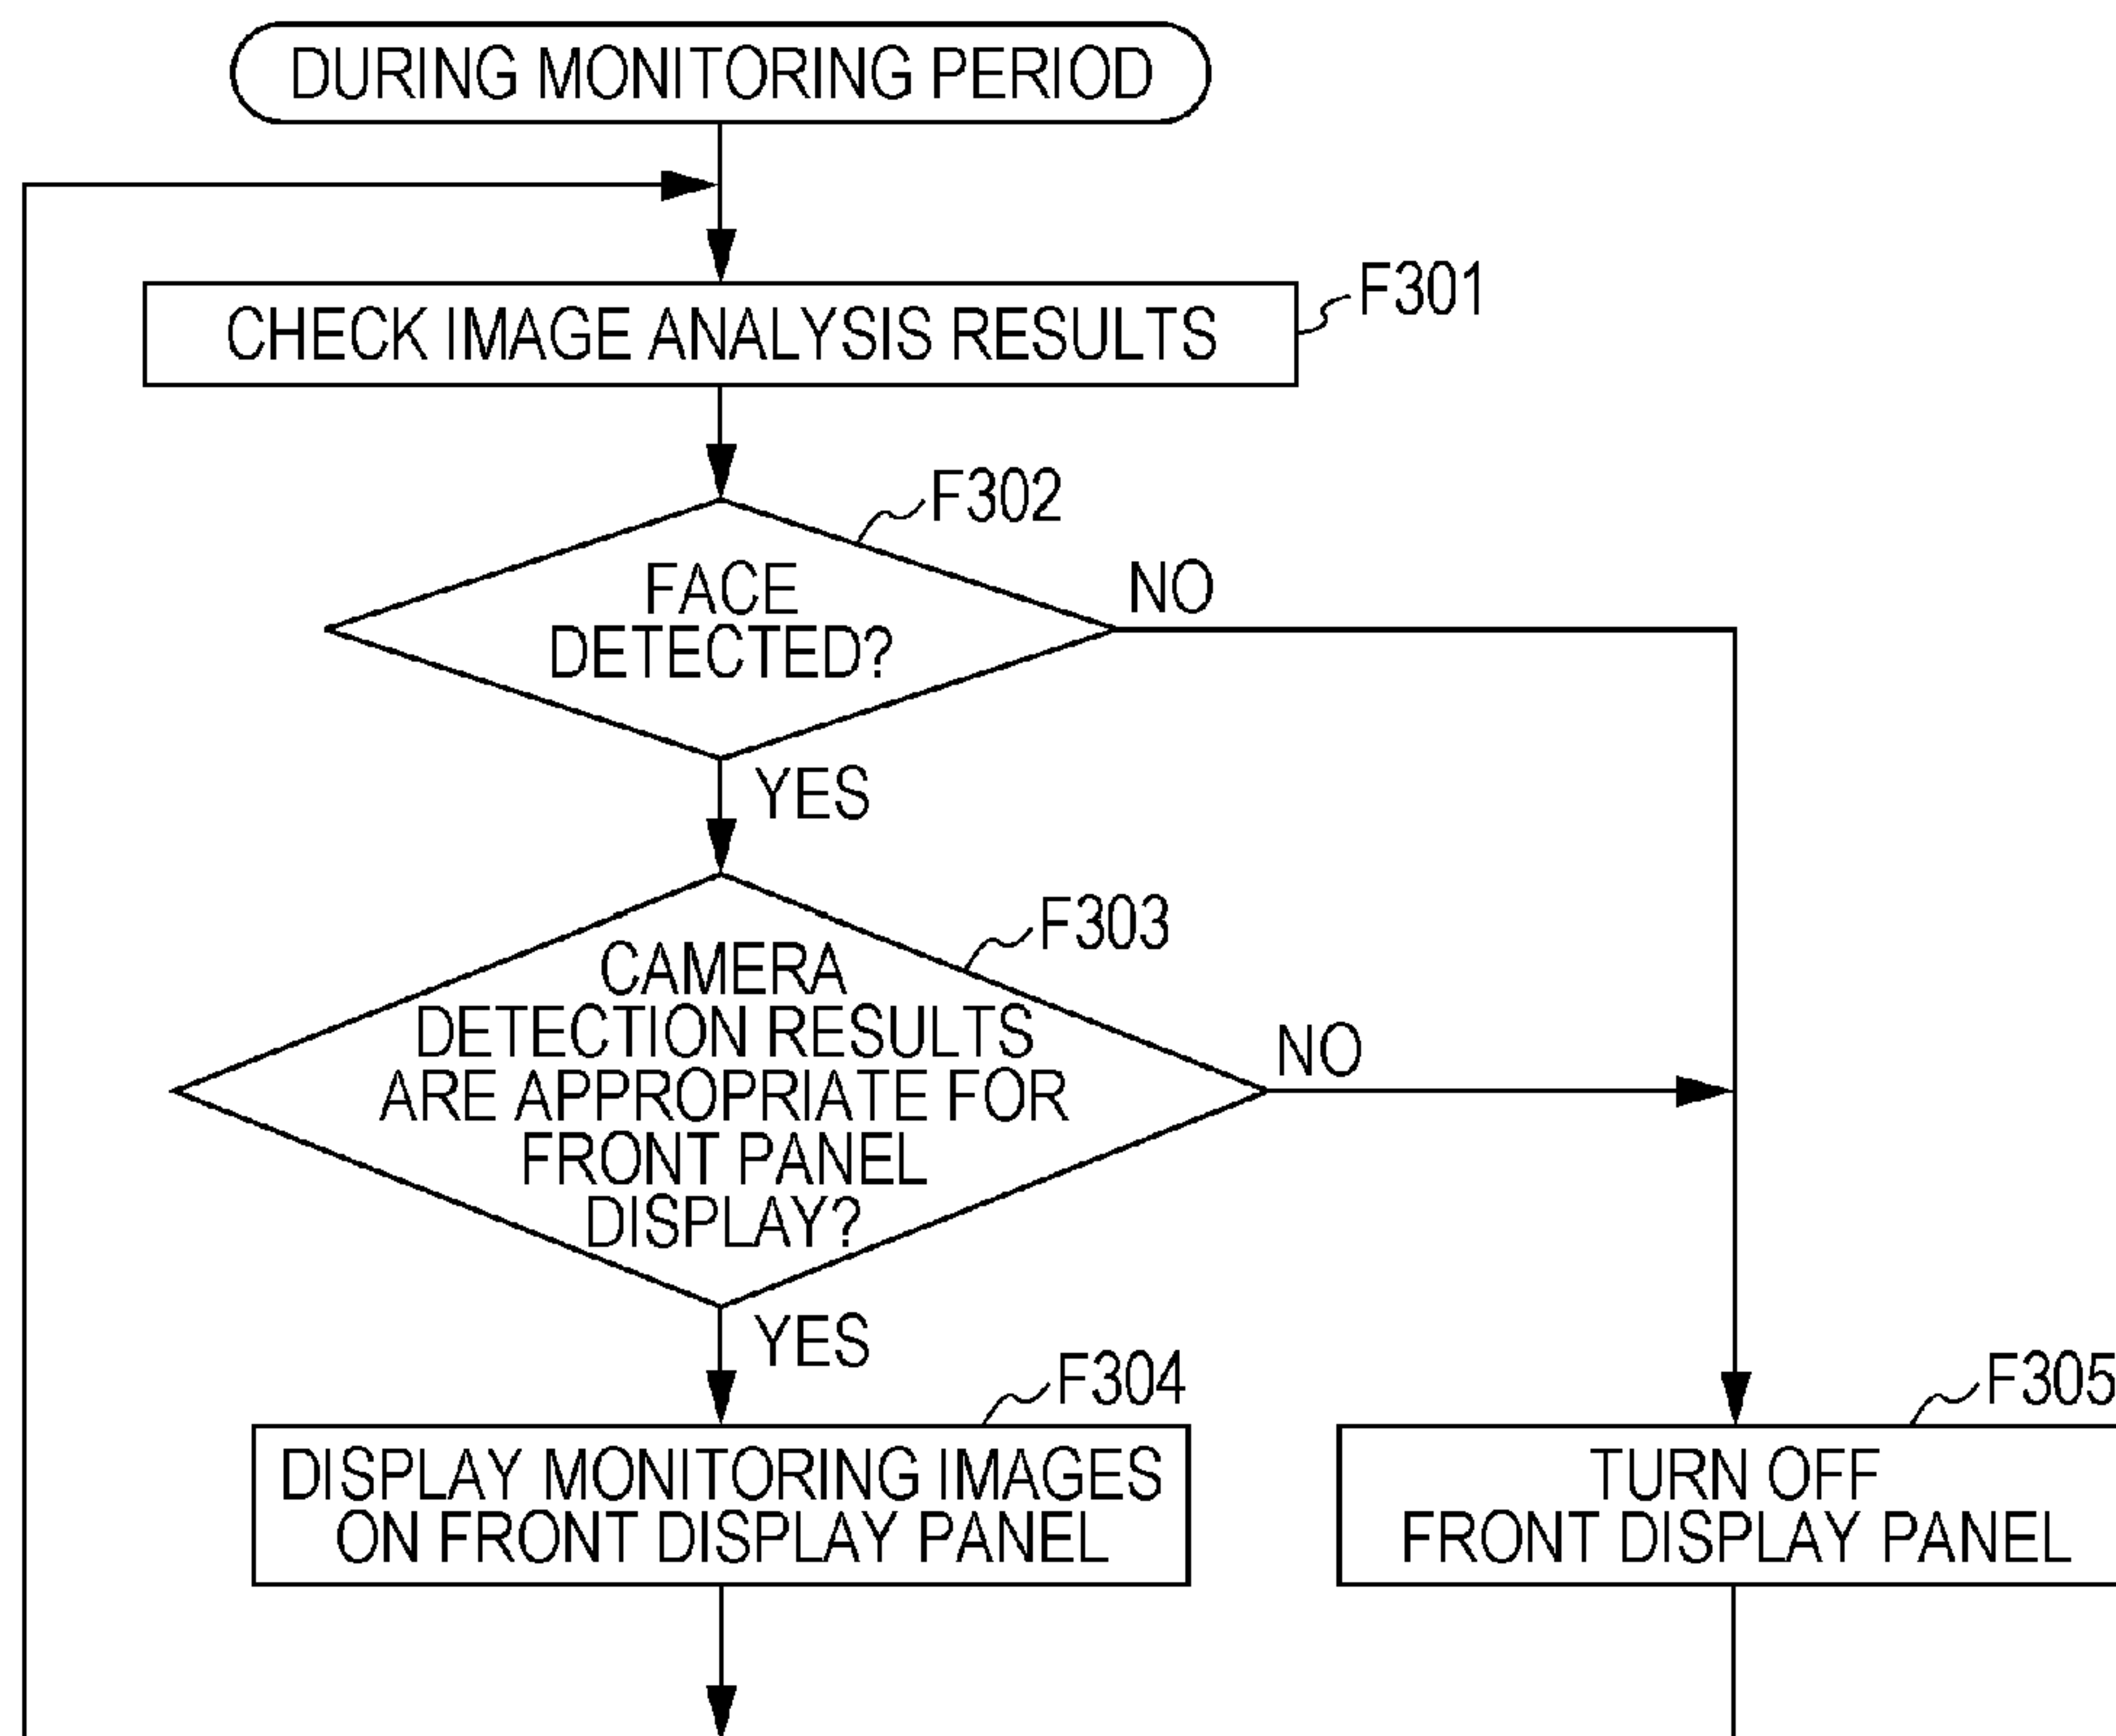 DURING MONITORING PERIOD
CHECK IMAGE ANALYSIS RESULTS
F301
F302
FACE
DETECTED?
NO
YES
F303
CAMERA
DETECTION RESULTS
ARE APPROPRIATE FOR
FRONT PANEL
DISPLAY?
NO
YES
F304
DISPLAY MONITORING IMAGES
ON FRONT DISPLAY PANEL
F305
TURN OFF
FRONT DISPLAY PANEL